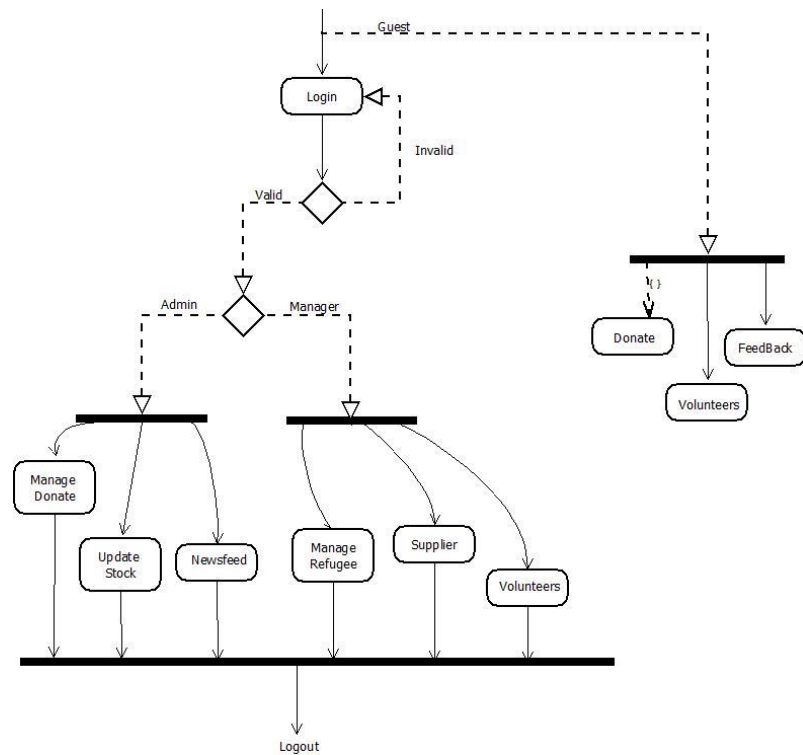 Guest
Login
Invalid
Valid
{ }
Admin
Manager
Donate
FeedBack
Volunteers
Manage
Donate
Update
Stock
Newsfeed
Manage
Refugee
Supplier
Volunteers
Logout